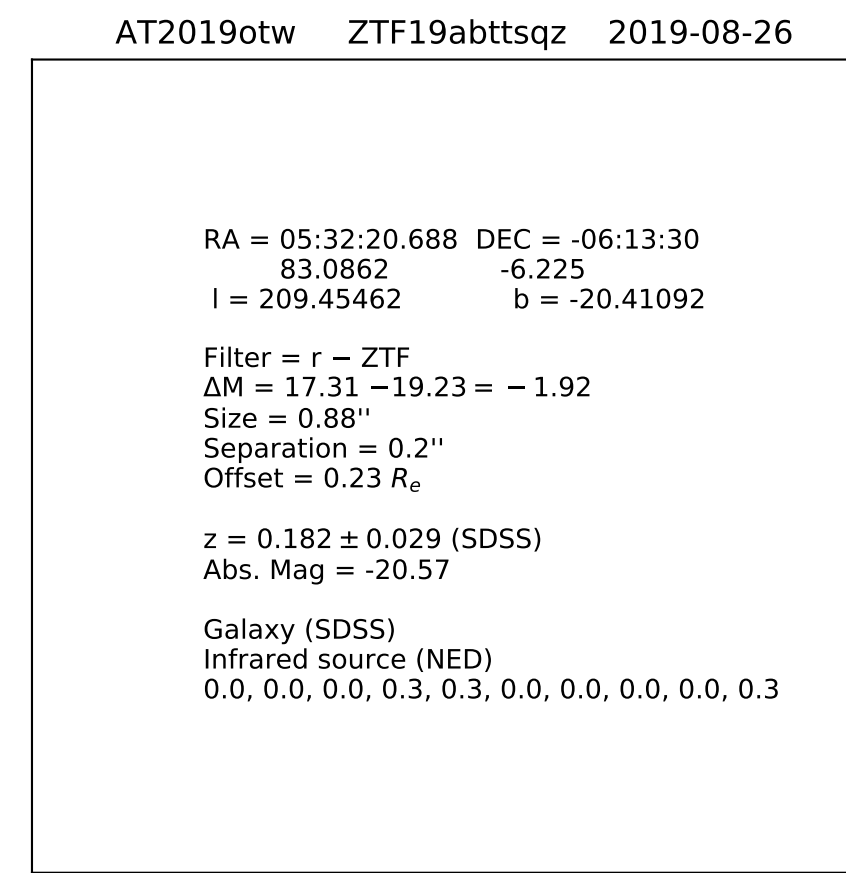 AT2019otw ZTF19abttsqz 2019-08-26
RA = 05:32:20.688 DEC = -06:13:30
83.0862 -6.225
l = 209.45462 b = -20.41092
Filter = r − ZTF
ΔM = 17.31 −19.23 = − 1.92
Size = 0.88''
Separation = 0.2''
Offset = 0.23 Re
z = 0.182 ± 0.029 (SDSS)
Abs. Mag = -20.57
Galaxy (SDSS)
Infrared source (NED)
0.0, 0.0, 0.0, 0.3, 0.3, 0.0, 0.0, 0.0, 0.0, 0.3